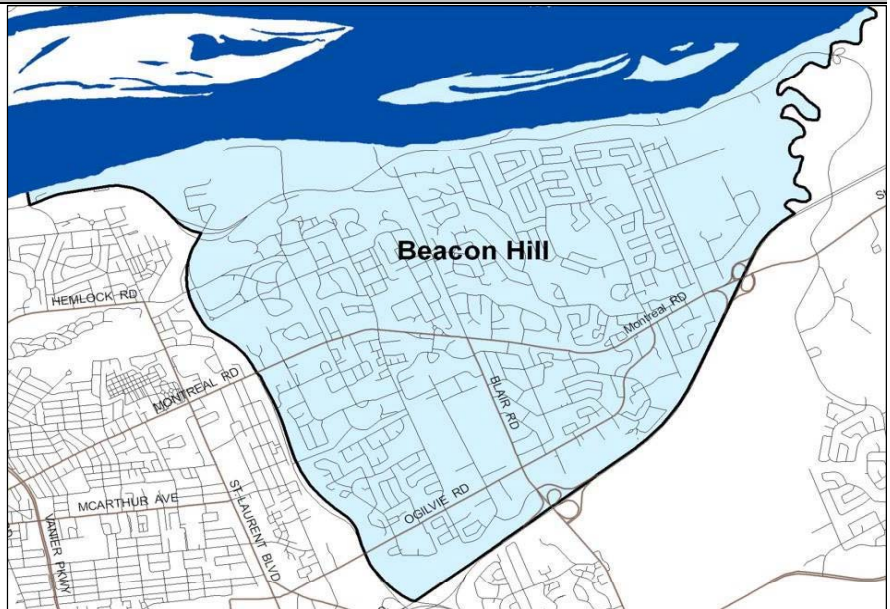 Beacon Hill
HEMLOCK RD
Montreal RD
MONTREAL RD
BLAIR RD
OGILVIE RD
MCARTHUR AVE
ST. LAURENT BLVD
VANIER PKWY